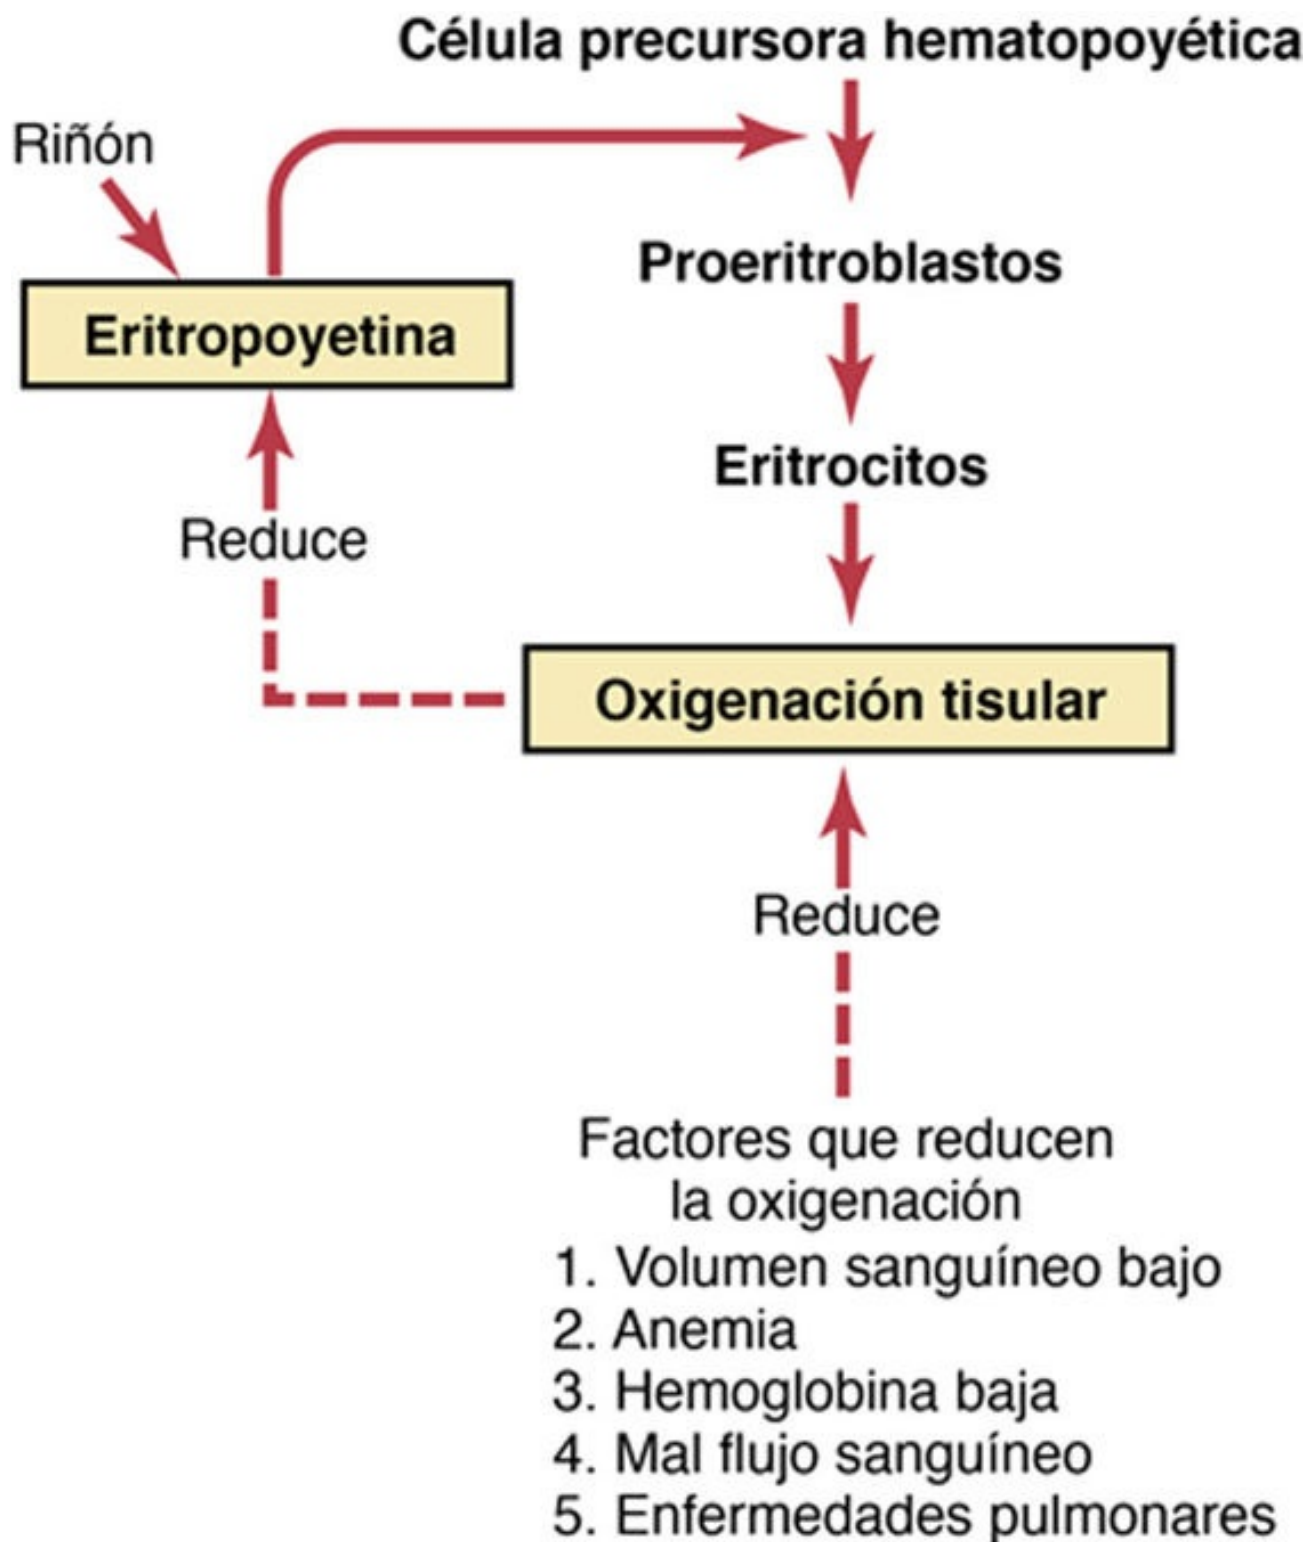 Célula precursora hematopoyética
Riñón
Proeritroblastos
Eritropoyetina
Eritrocitos
Reduce
Oxigenación tisular
Reduce
Factores que reducen
la oxigenación
1. Volumen sanguíneo bajo
2. Anemia
3. Hemoglobina baja
4. Mal flujo sanguíneo
5. Enfermedades pulmonares